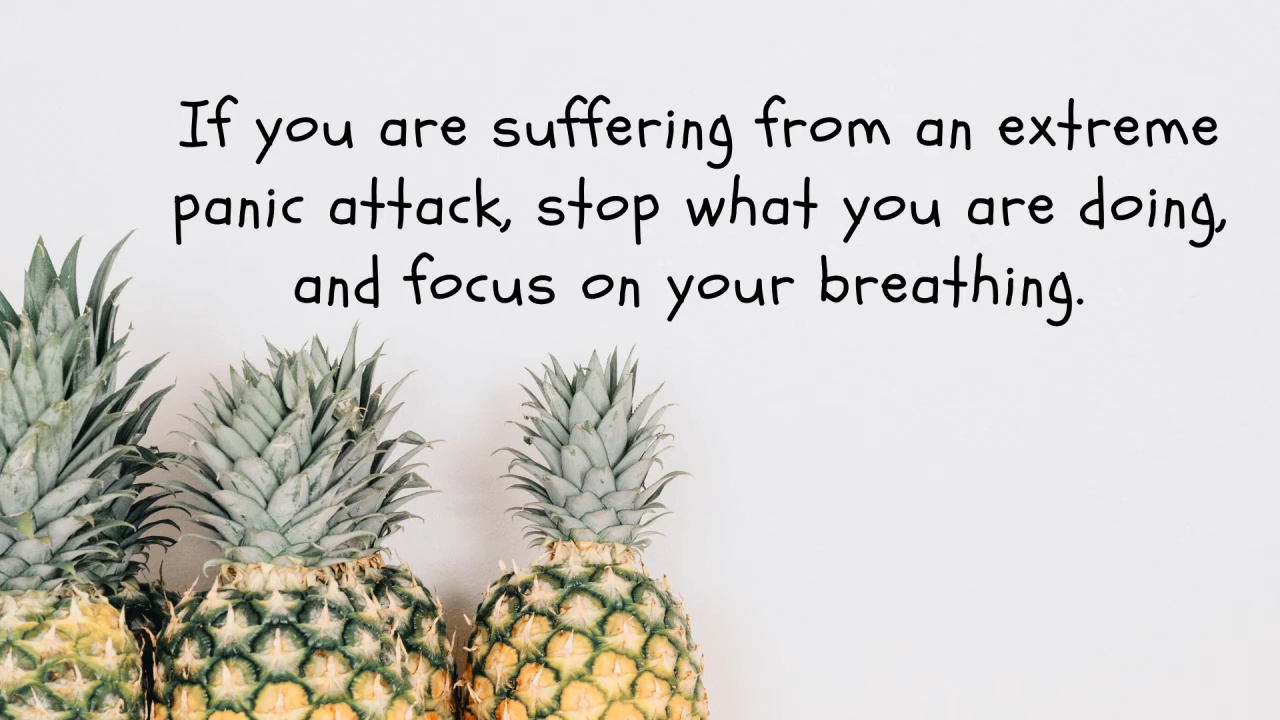 If you are suffering from an extreme
panic attack, stop what you are doing,
and focus on your breathing.